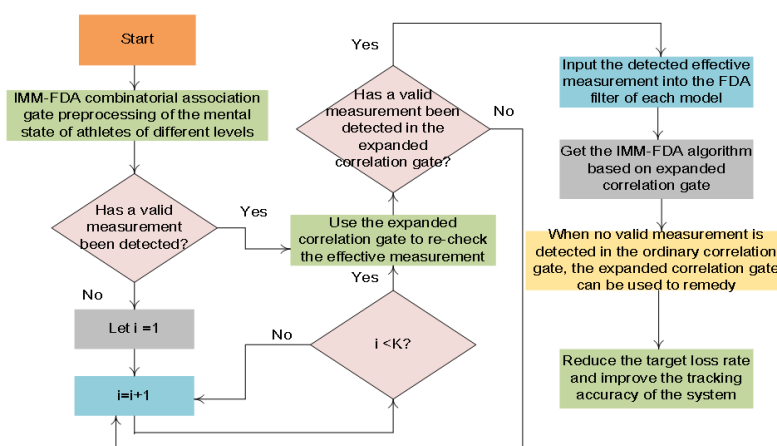 Start
IMM-FDA combinatorial association
gate preprocessing of the mental
state of athletes of different levels
Has a valid
measurement
been detected?
Yes
No
Let i =1
i=i+1
Yes
Has a valid
measurement been
detected in the
expanded
correlation gate?
No
Use the expanded
correlation gate to re-check
the effective measurement
Yes
No
i <K?
Input the detected effective
measurement into the FDA
filter of each model
Get the IMM-FDA algorithm
based on expanded
correlation gate
When no valid measurement is
detected in the ordinary correlation
gate, the expanded correlation gate
can be used to remedy
Reduce the target loss rate
and improve the tracking
accuracy of the system